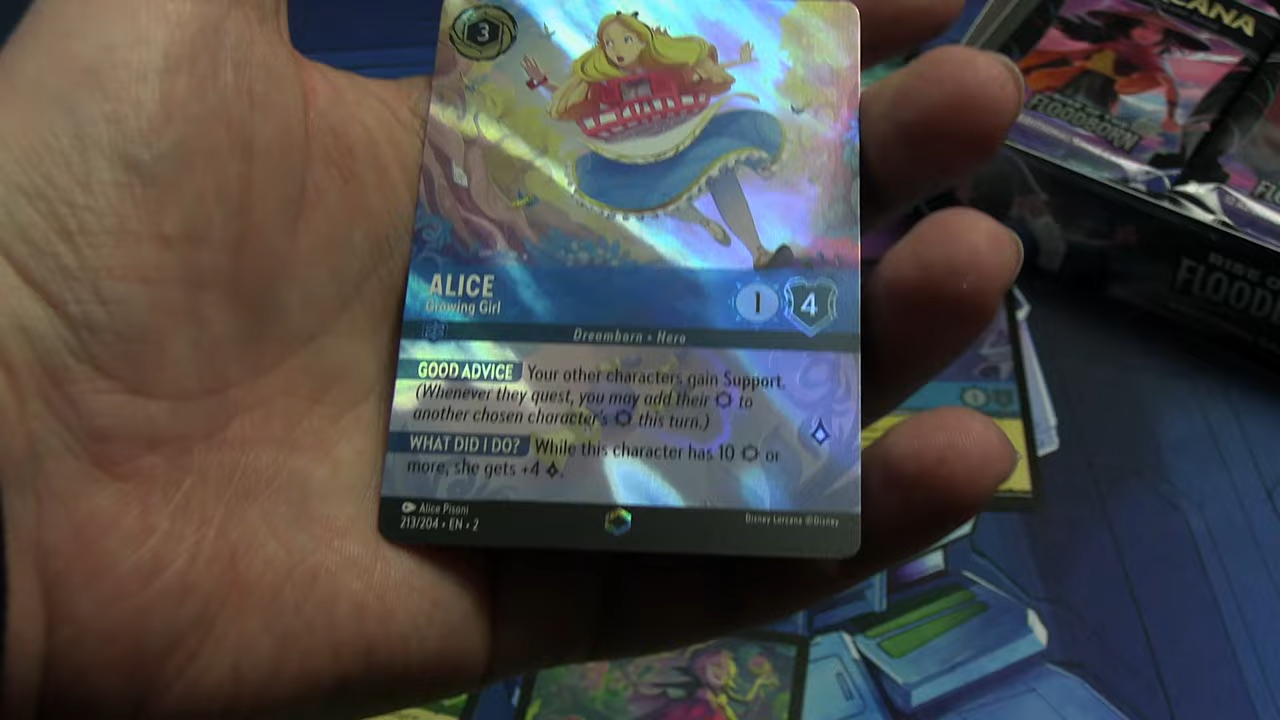 3
ALICE
Growing Girl
1 4
Dreamborn • Hero
GOOD ADVICE Your other characters gain Support.
(Whenever they quest, you may add their to
another chosen character's this turn.)
WHAT DID I DO? While this character has 10 or
more, she gets +4 .
Alice Pisoni
213/204 • EN • 2
Disney Lorcana ©Disney
FLOODBORN
1